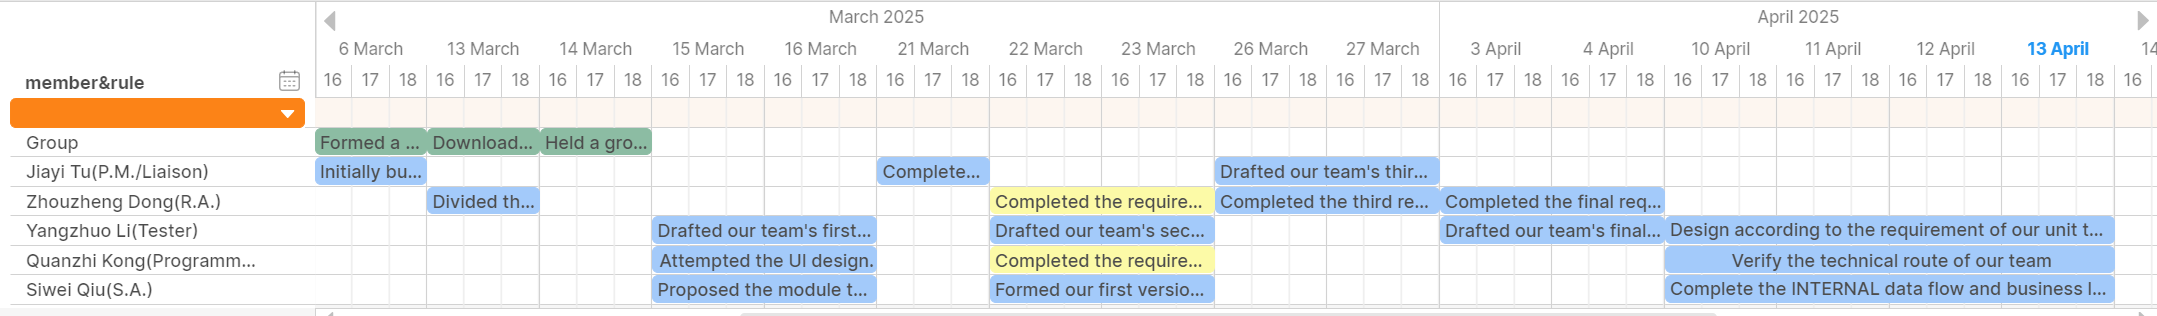 March 2025 April 2025
6 March 13 March 14 March 15 March 16 March 21 March 22 March 23 March 26 March 27 March 3 April 4 April 10 April 11 April 12 April 13 April 14
member&rule 16 17 18 16 17 18 16 17 18 16 17 18 16 17 18 16 17 18 16 17 18 16 17 18 16 17 18 16 17 18 16 17 18 16 17 18 16 17 18 16 17 18 16 17 18 16 17 18 16
Group Formed a ... Download... Held a gro...
Jiayi Tu(P.M./Liaison) Initially bu... Complete... Drafted our team's thir...
Zhouzheng Dong(R.A.) Divided th... Completed the require... Completed the third re... Completed the final req...
Yangzhuo Li(Tester) Drafted our team's first... Drafted our team's sec... Drafted our team's final... Design according to the requirement of our unit t...
Quanzhi Kong(Programm... Attempted the UI design. Completed the require... Verify the technical route of our team
Siwei Qiu(S.A.) Proposed the module t... Formed our first versio... Complete the INTERNAL data flow and business l...